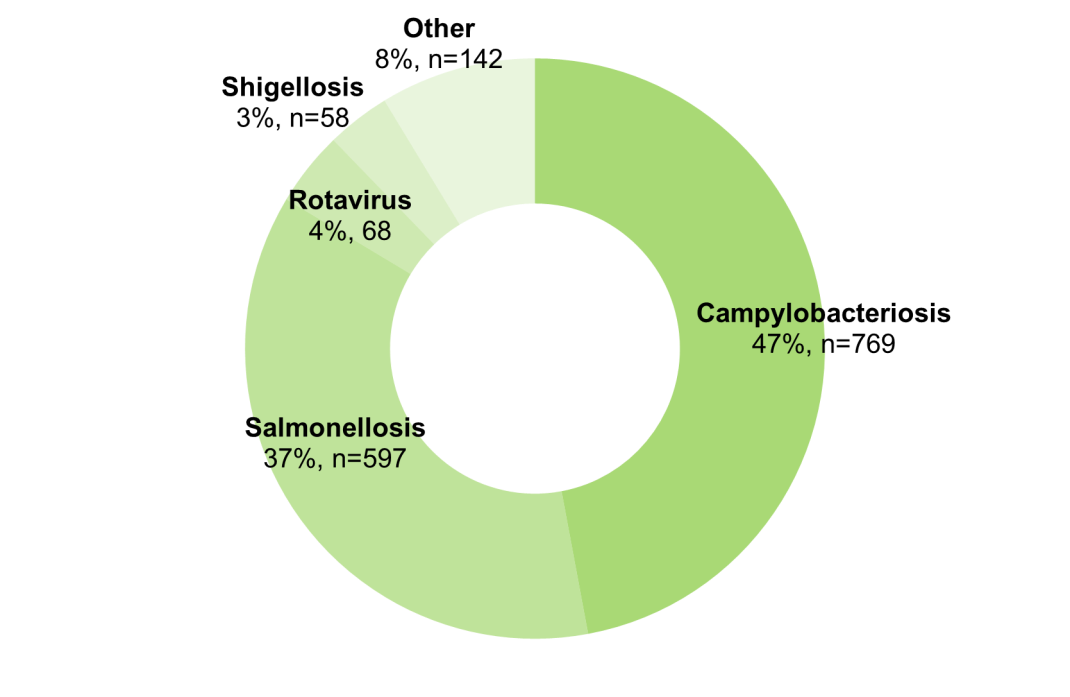 Other
8%, n=142
Shigellosis
3%, n=58
Rotavirus
4%, 68
Campylobacteriosis
47%, n=769
Salmonellosis
37%, n=597